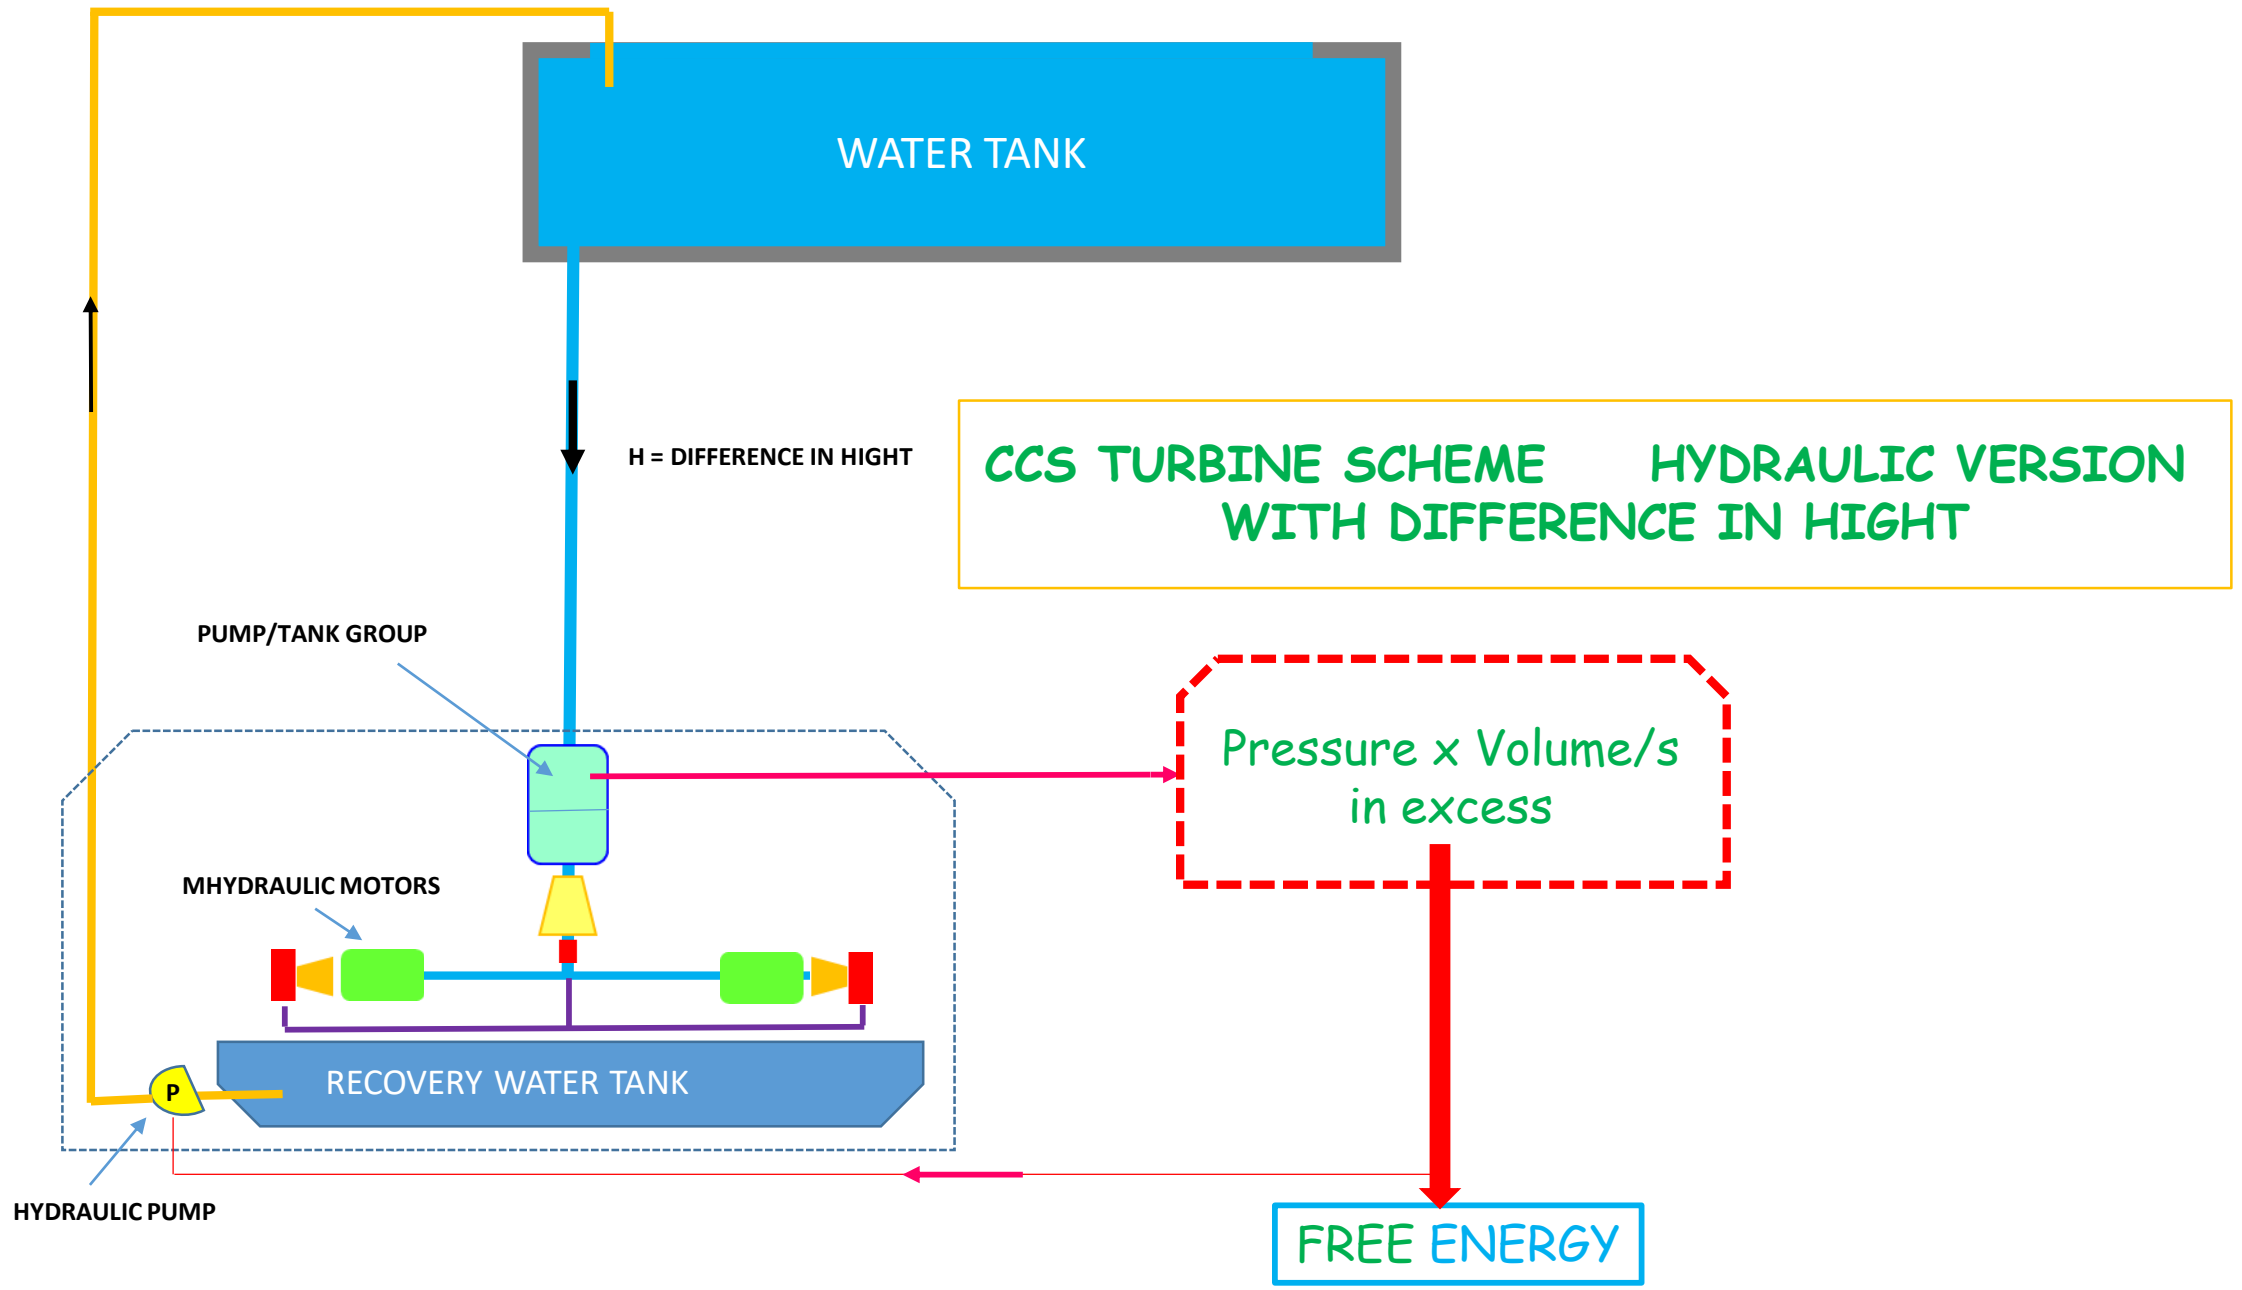 WATER TANK
H = DIFFERENCE IN HIGHT
CCS TURBINE SCHEME HYDRAULIC VERSION
WITH DIFFERENCE IN HIGHT
PUMP/TANK GROUP
Pressure x Volume/s
in excess
MHYDRAULIC MOTORS
RECOVERY WATER TANK
P
HYDRAULIC PUMP
FREE ENERGY